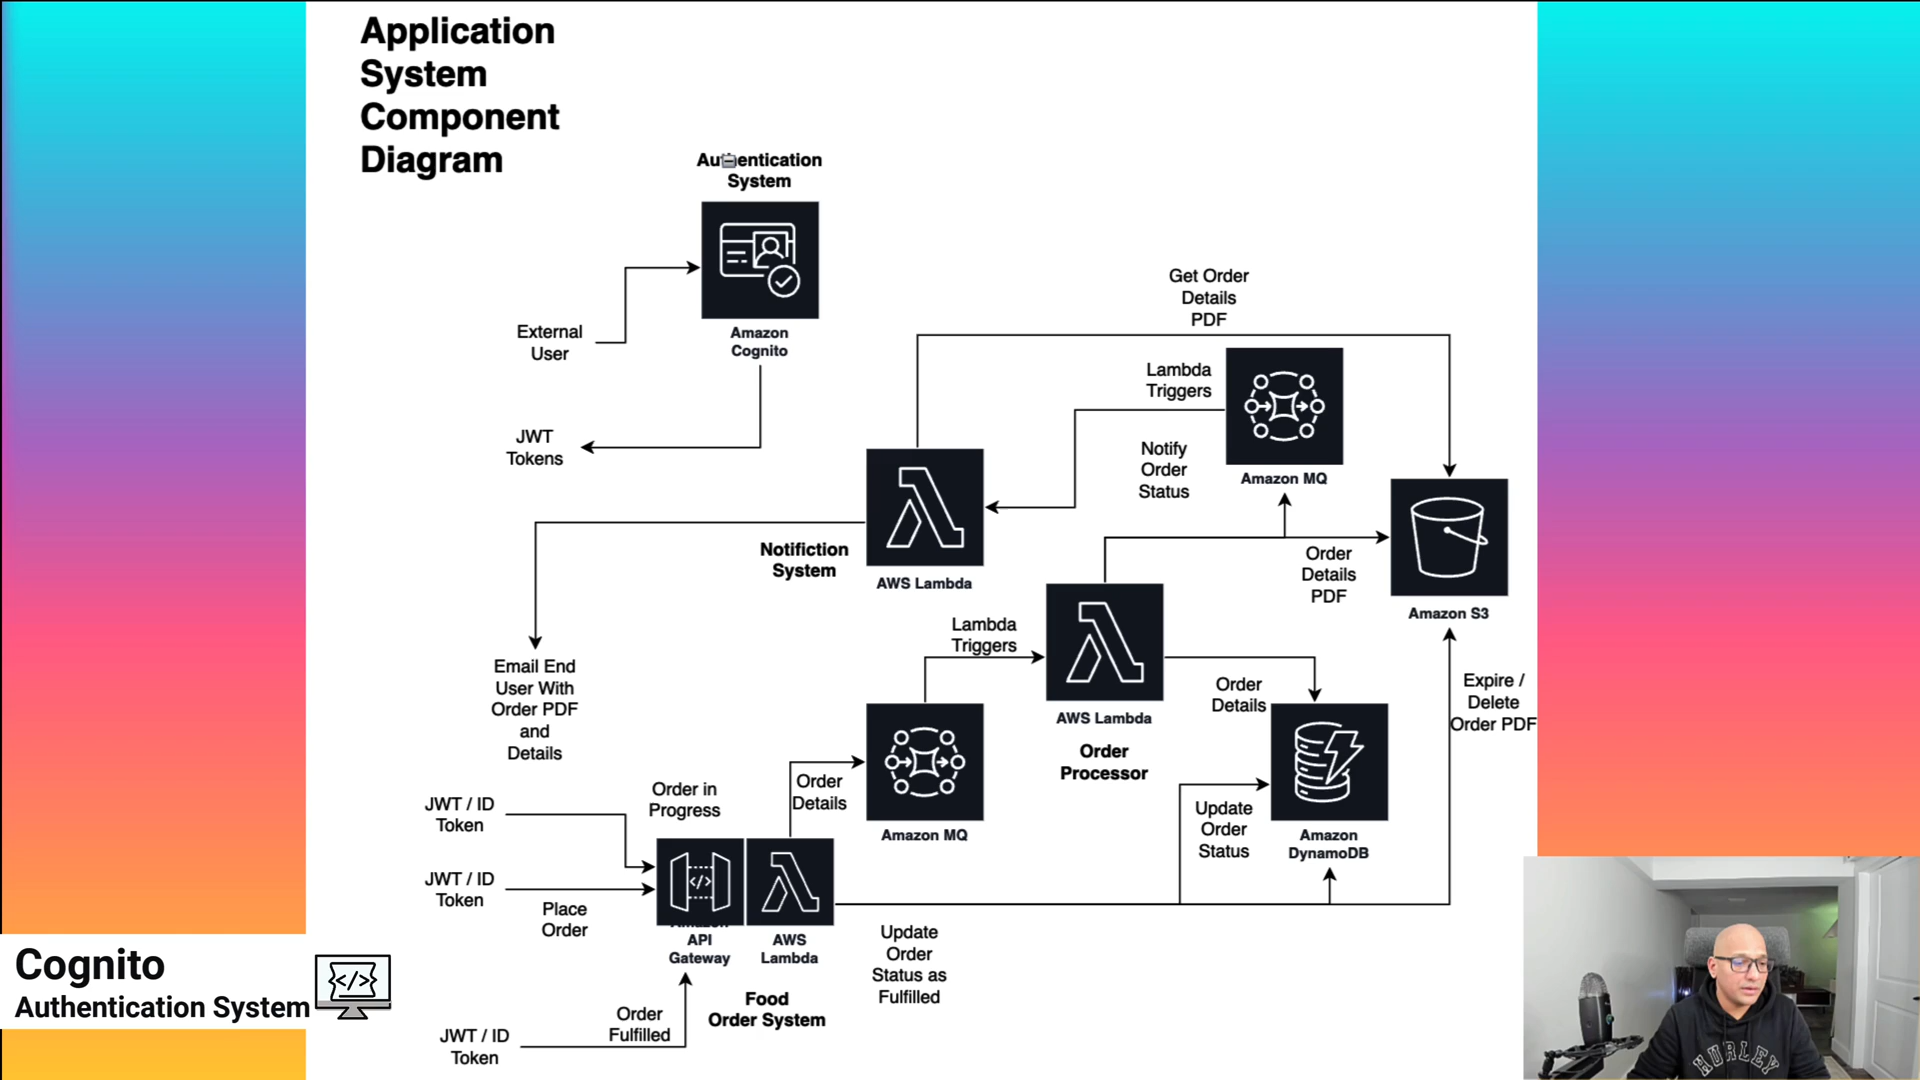 Application
System
Component
Diagram
Authentication
System
Amazon
Cognito
External
User
JWT
Tokens
Get Order
Details
PDF
Lambda
Triggers
Notify
Order
Status
Amazon MQ
Notifiction
System
AWS Lambda
Order
Details
PDF
Amazon S3
Email End
User With
Order PDF
and
Details
Lambda
Triggers
AWS Lambda
Order
Processor
Order
Details
Expire /
Delete
Order PDF
Order in
Progress
Order
Details
Amazon MQ
Update
Order
Status
Amazon
DynamoDB
JWT / ID
Token
JWT / ID
Token
Place
Order
Amazon
API
Gateway
AWS
Lambda
Food
Order System
Update
Order
Status as
Fulfilled
Order
Fulfilled
JWT / ID
Token
Cognito
Authentication System
HURLEY